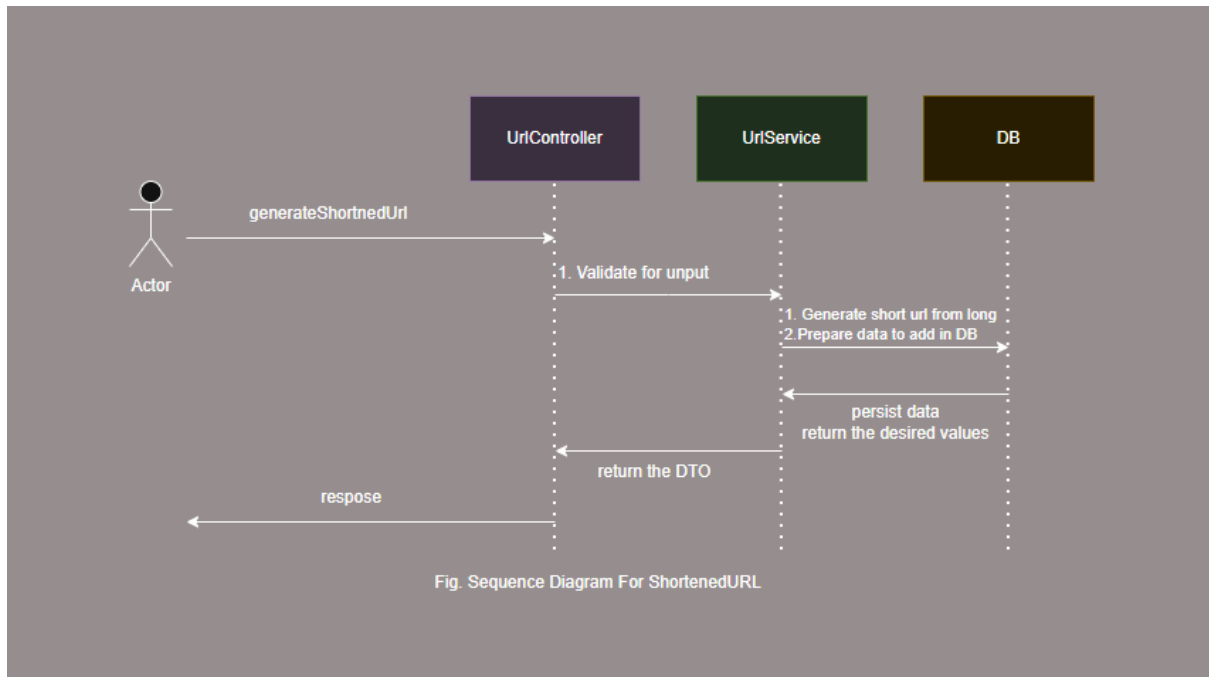 UrlController
UrlService
DB
generateShortnedUrl
Actor
1. Validate for unput
1. Generate short url from long
2.Prepare data to add in DB
persist data
return the desired values
return the DTO
respose
Fig. Sequence Diagram For ShortenedURL